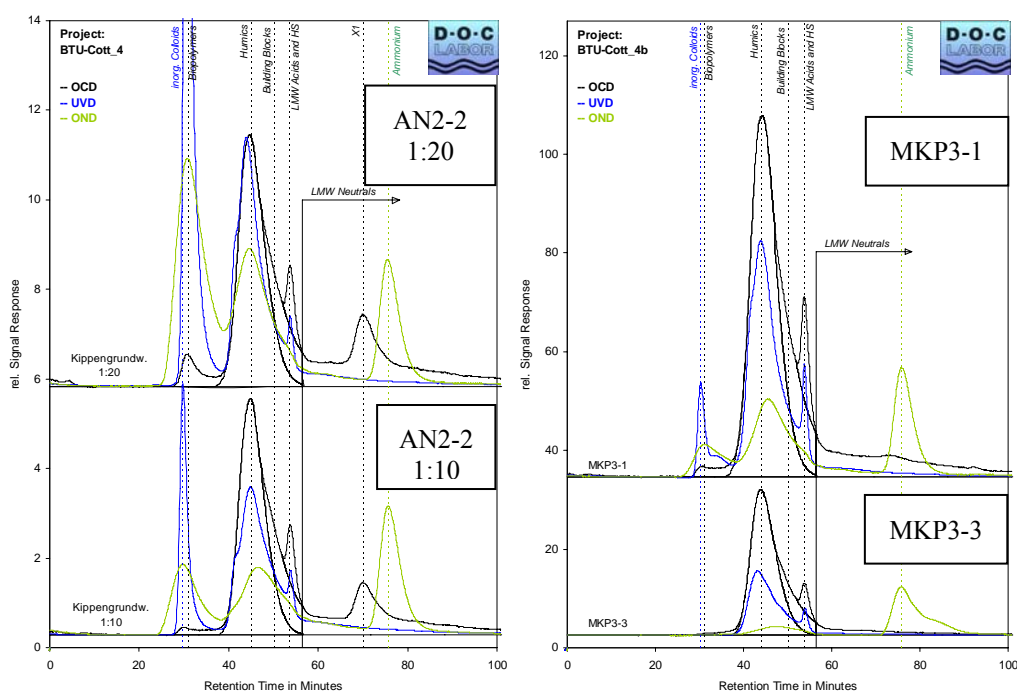 Project:
BTU-Cott_4
-- OCD
-- UVD
-- OND
inorg. Colloids
Biopolymers
Humics
Building Blocks
LMW Acids and HS
X1
Ammonium
D·O·C
LABOR
AN2-2
1:20
LMW Neutrals
Kippengrundw.
1:20
AN2-2
1:10
Kippengrundw.
1:10
rel. Signal Response
14
12
10
8
6
4
2
0
0
20
40
60
80
100
Retention Time in Minutes
Project:
BTU-Cott_4b
-- OCD
-- UVD
-- OND
inorg. Colloids
Biopolymers
Humics
Building Blocks
LMW Acids and HS
Ammonium
D·O·C
LABOR
MKP3-1
LMW Neutrals
MKP3-1
MKP3-3
MKP3-3
rel. Signal Response
120
100
80
60
40
20
0
0
20
40
60
80
100
Retention Time in Minutes